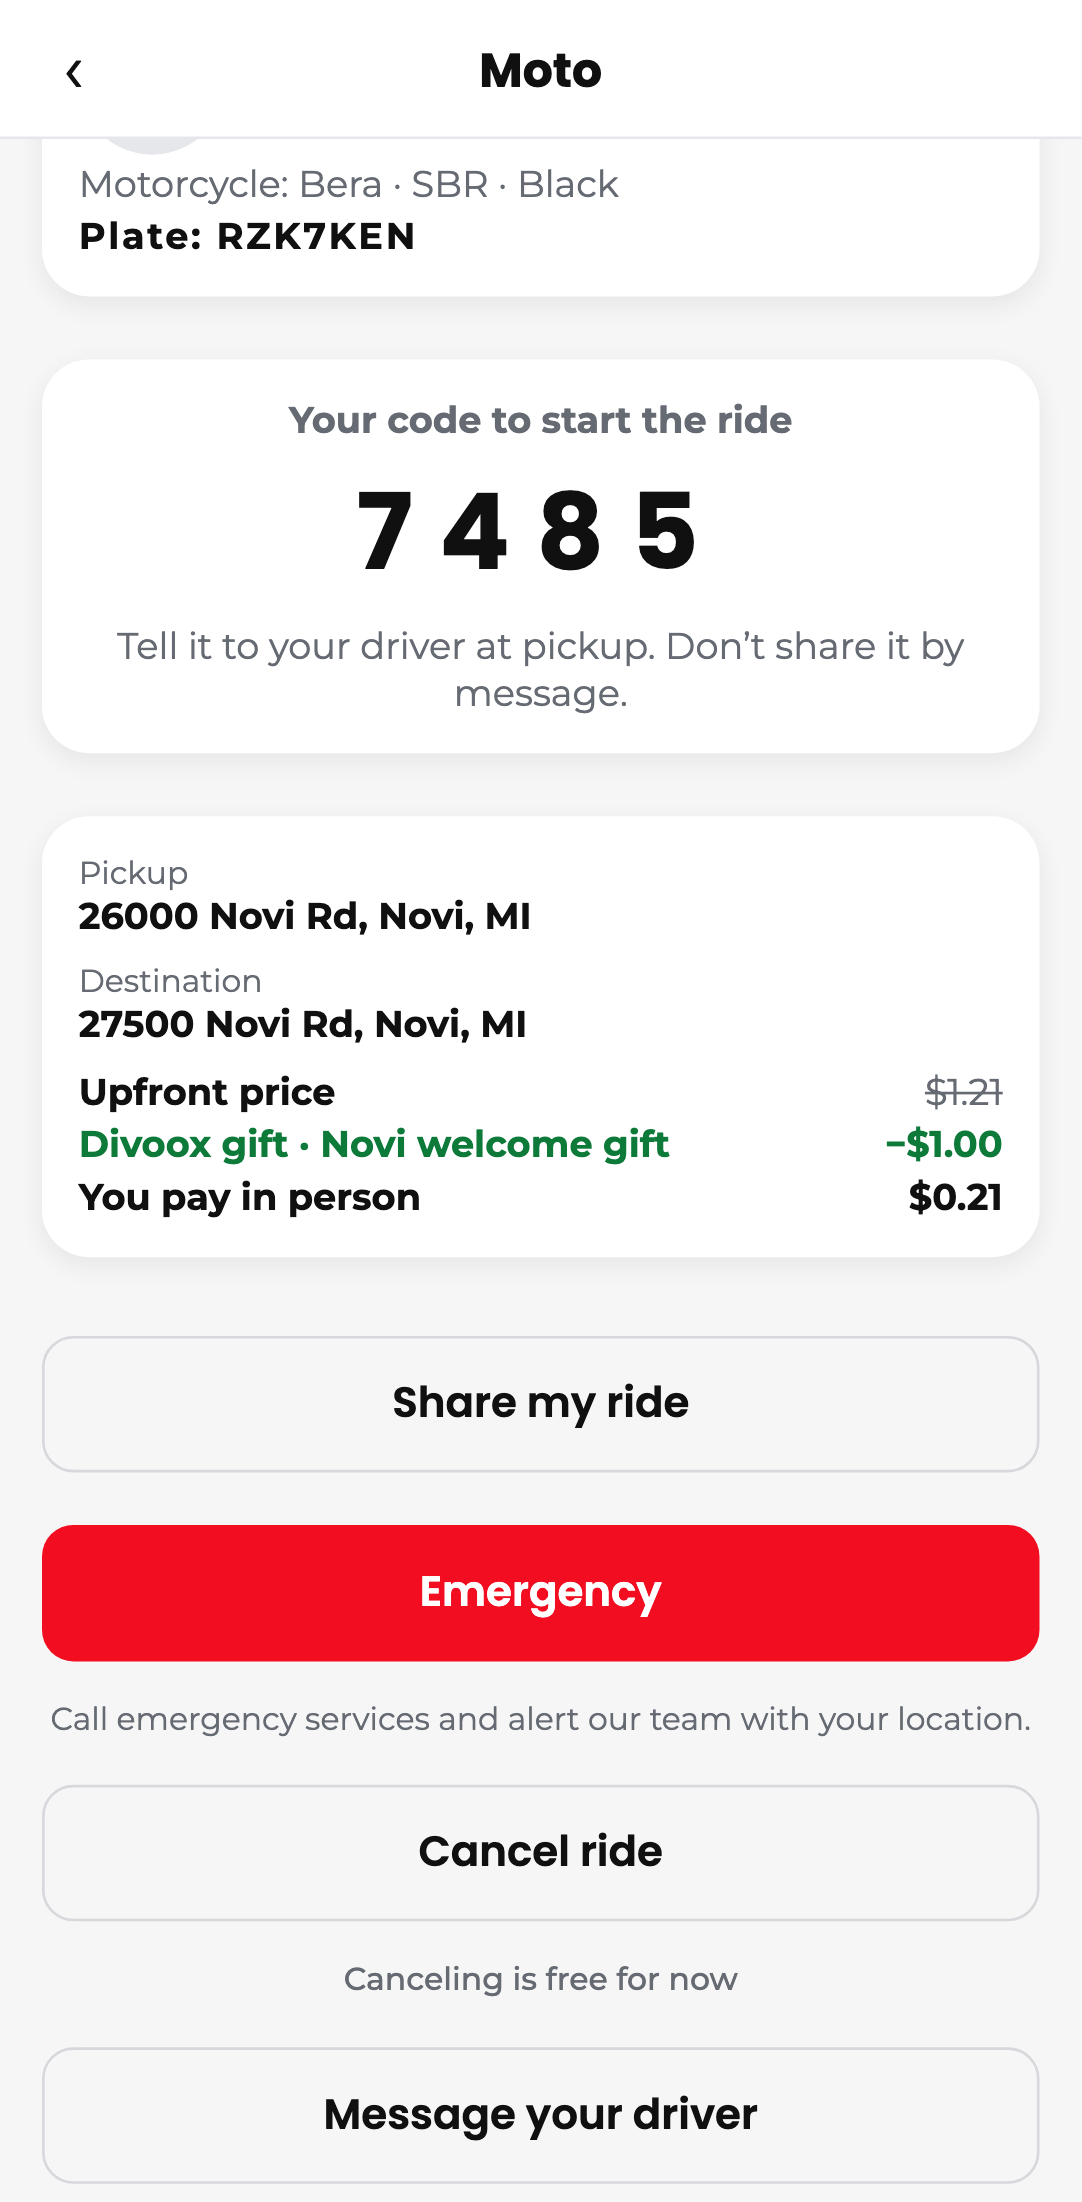 Moto
Motorcycle: Bera · SBR · Black
Plate: RZK7KEN
Your code to start the ride
7485
Tell it to your driver at pickup. Don’t share it by
message.
Pickup
26000 Novi Rd, Novi, MI
Destination
27500 Novi Rd, Novi, MI
Upfront price $1.21
Divoox gift · Novi welcome gift −$1.00
You pay in person $0.21
Share my ride
Emergency
Call emergency services and alert our team with your location.
Cancel ride
Canceling is free for now
Message your driver